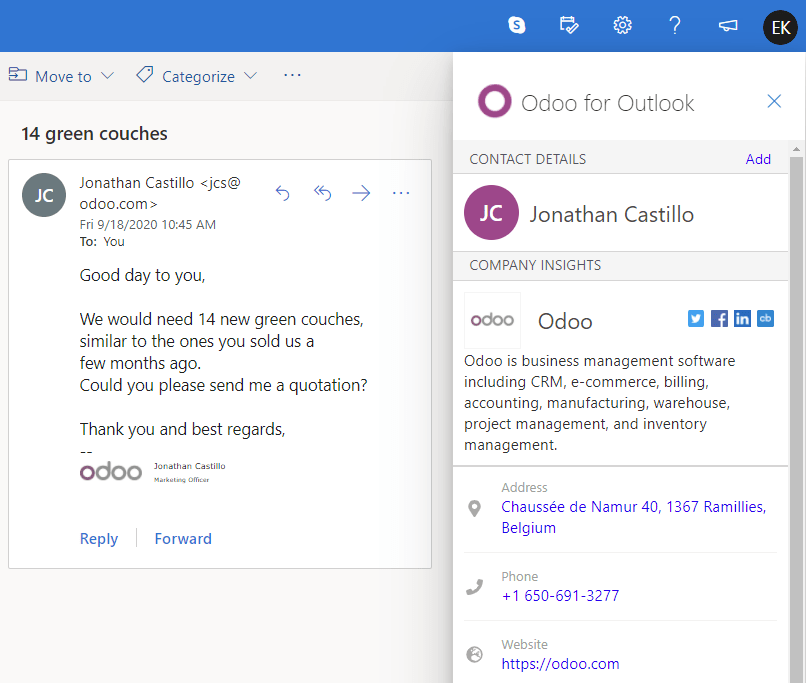 EK
Move to
Categorize
14 green couches
JC
Jonathan Castillo <jcs@
odoo.com>
Fri 9/18/2020 10:45 AM
To: You
Good day to you,
We would need 14 new green couches,
similar to the ones you sold us a
few months ago.
Could you please send me a quotation?
Thank you and best regards,
--
odoo
Jonathan Castillo
Marketing Officer
Reply
Forward
Odoo for Outlook
CONTACT DETAILS
Add
JC
Jonathan Castillo
COMPANY INSIGHTS
odoo
Odoo
cb
Odoo is business management software
including CRM, e-commerce, billing,
accounting, manufacturing, warehouse,
project management, and inventory
management.
Address
Chaussée de Namur 40, 1367 Ramillies,
Belgium
Phone
+1 650-691-3277
Website
https://odoo.com